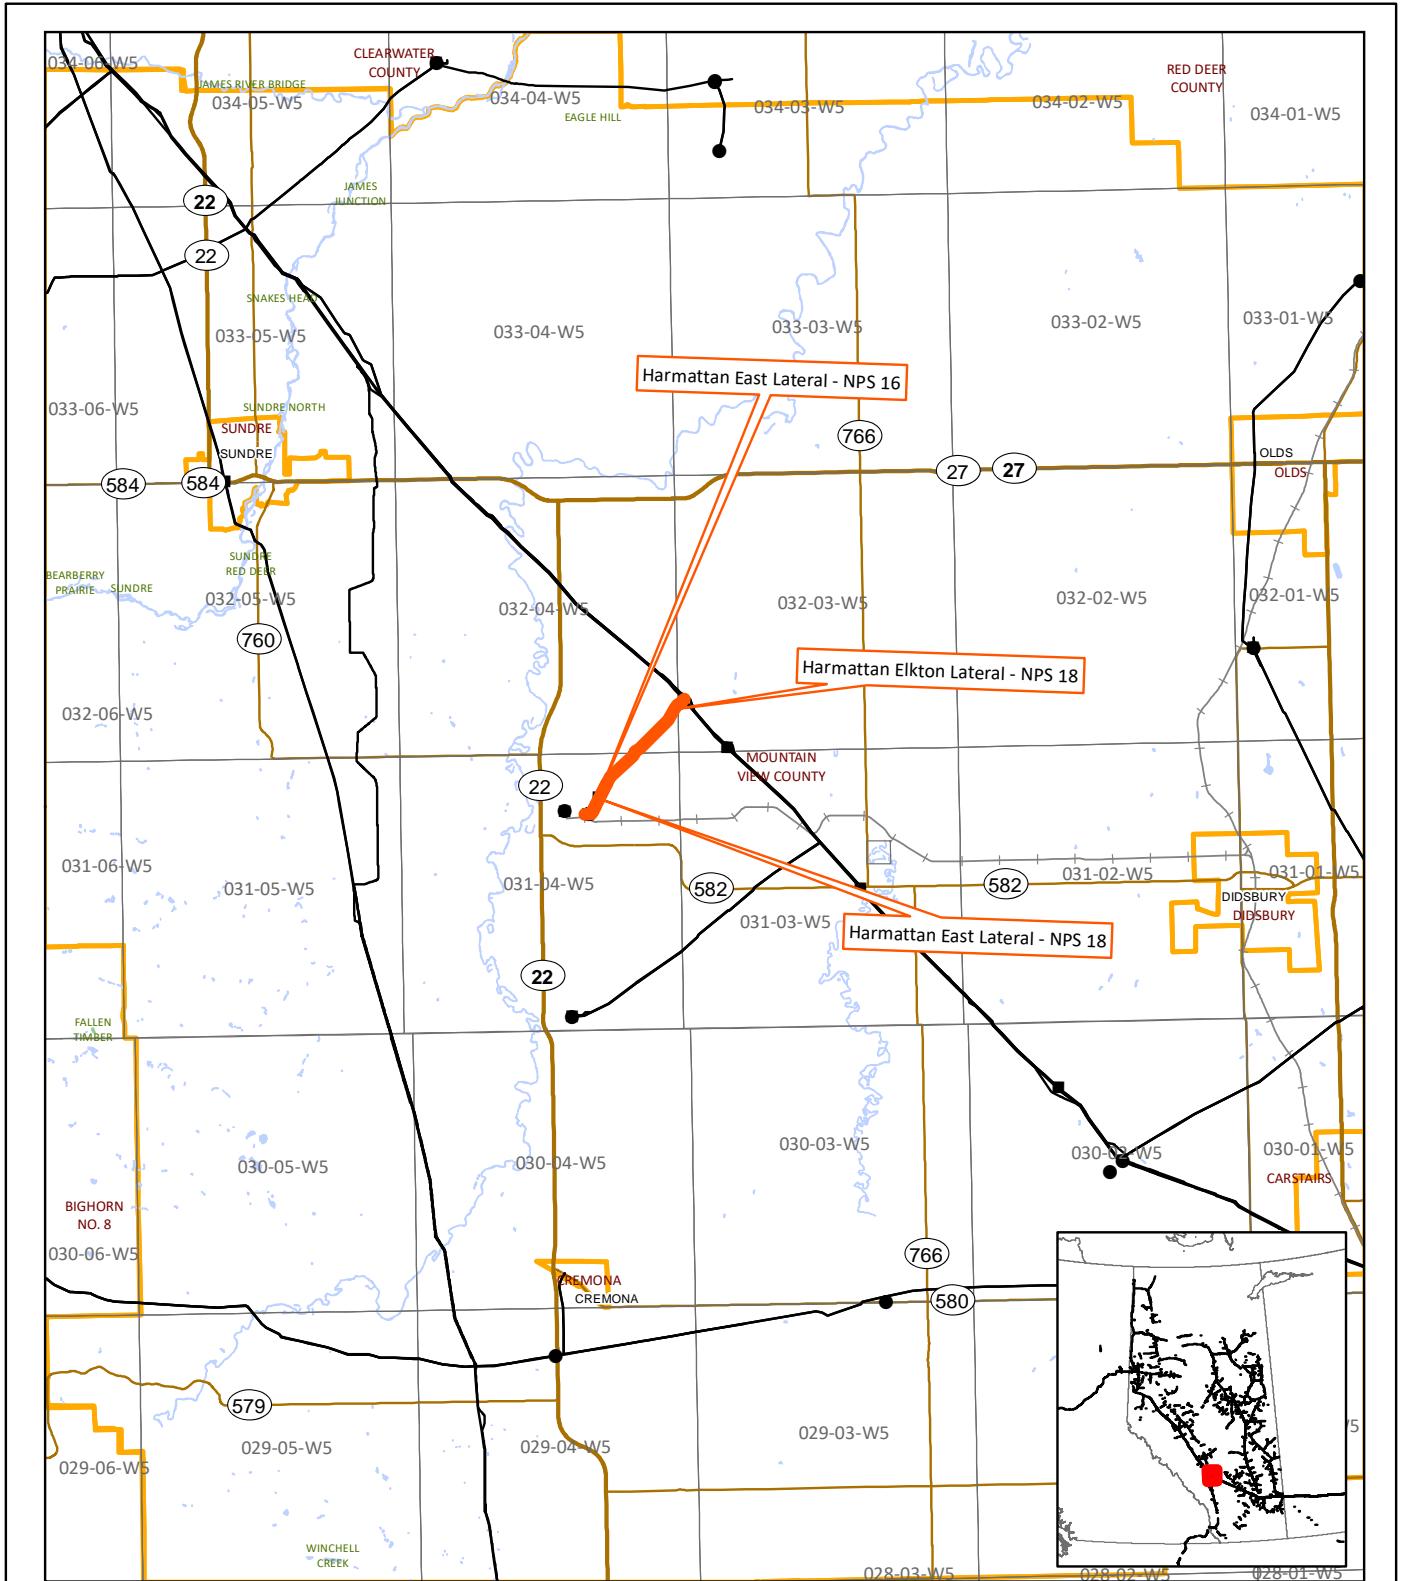 CLEARWATER
COUNTY
034-06-W5
JAMES RIVER BRIDGE
034-05-W5
034-04-W5
EAGLE HILL
034-03-W5
034-02-W5
RED DEER
COUNTY
034-01-W5
JAMES
JUNCTION
22
22
SNAKES HEAD
033-05-W5
033-04-W5
033-03-W5
033-02-W5
033-01-W5
Harmattan East Lateral - NPS 16
033-06-W5
SUNDRE NORTH
SUNDRE
SUNDRE
766
584
584
27
27
OLDS
OLDS
SUNDRE
RED DEER
BEARBERRY
PRAIRIE
SUNDRE
032-05-W5
032-04-W5
032-03-W5
032-02-W5
032-01-W5
760
Harmattan Elkton Lateral - NPS 18
032-06-W5
MOUNTAIN
VIEW COUNTY
22
031-06-W5
031-05-W5
031-04-W5
582
582
031-02-W5
031-01-W5
DIDSBURY
DIDSBURY
031-03-W5
Harmattan East Lateral - NPS 18
22
FALLEN
TIMBER
030-05-W5
030-04-W5
030-03-W5
030-02-W5
030-01-W5
CARSTAIRS
BIGHORN
NO. 8
030-06-W5
766
CREMONA
CREMONA
580
579
029-06-W5
029-05-W5
029-04-W5
029-03-W5
WINCHELL
CREEK
028-03-W5
028-02-W5
028-01-W5